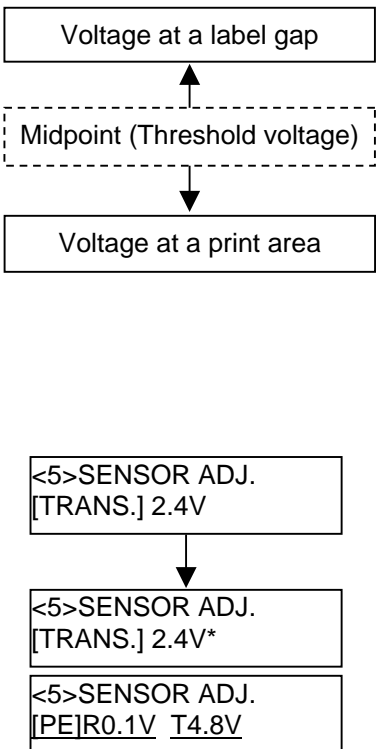 Voltage at a label gap
Midpoint (Threshold voltage)
Voltage at a print area
<5>SENSOR ADJ.
[TRANS.] 2.4V
<5>SENSOR ADJ.
[TRANS.] 2.4V*
<5>SENSOR ADJ.
[PE]R0.1V T4.8V